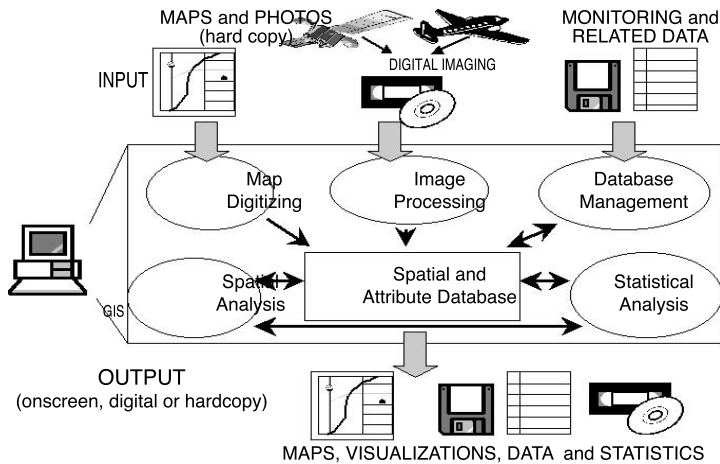 MAPS and PHOTOS
(hard copy)
MONITORING and
RELATED DATA
DIGITAL IMAGING
INPUT
Map
Digitizing
Image
Processing
Database
Management
Spatial
Analysis
Spatial and
Attribute Database
Statistical
Analysis
GIS
OUTPUT
(onscreen, digital or hardcopy)
MAPS, VISUALIZATIONS, DATA and STATISTICS